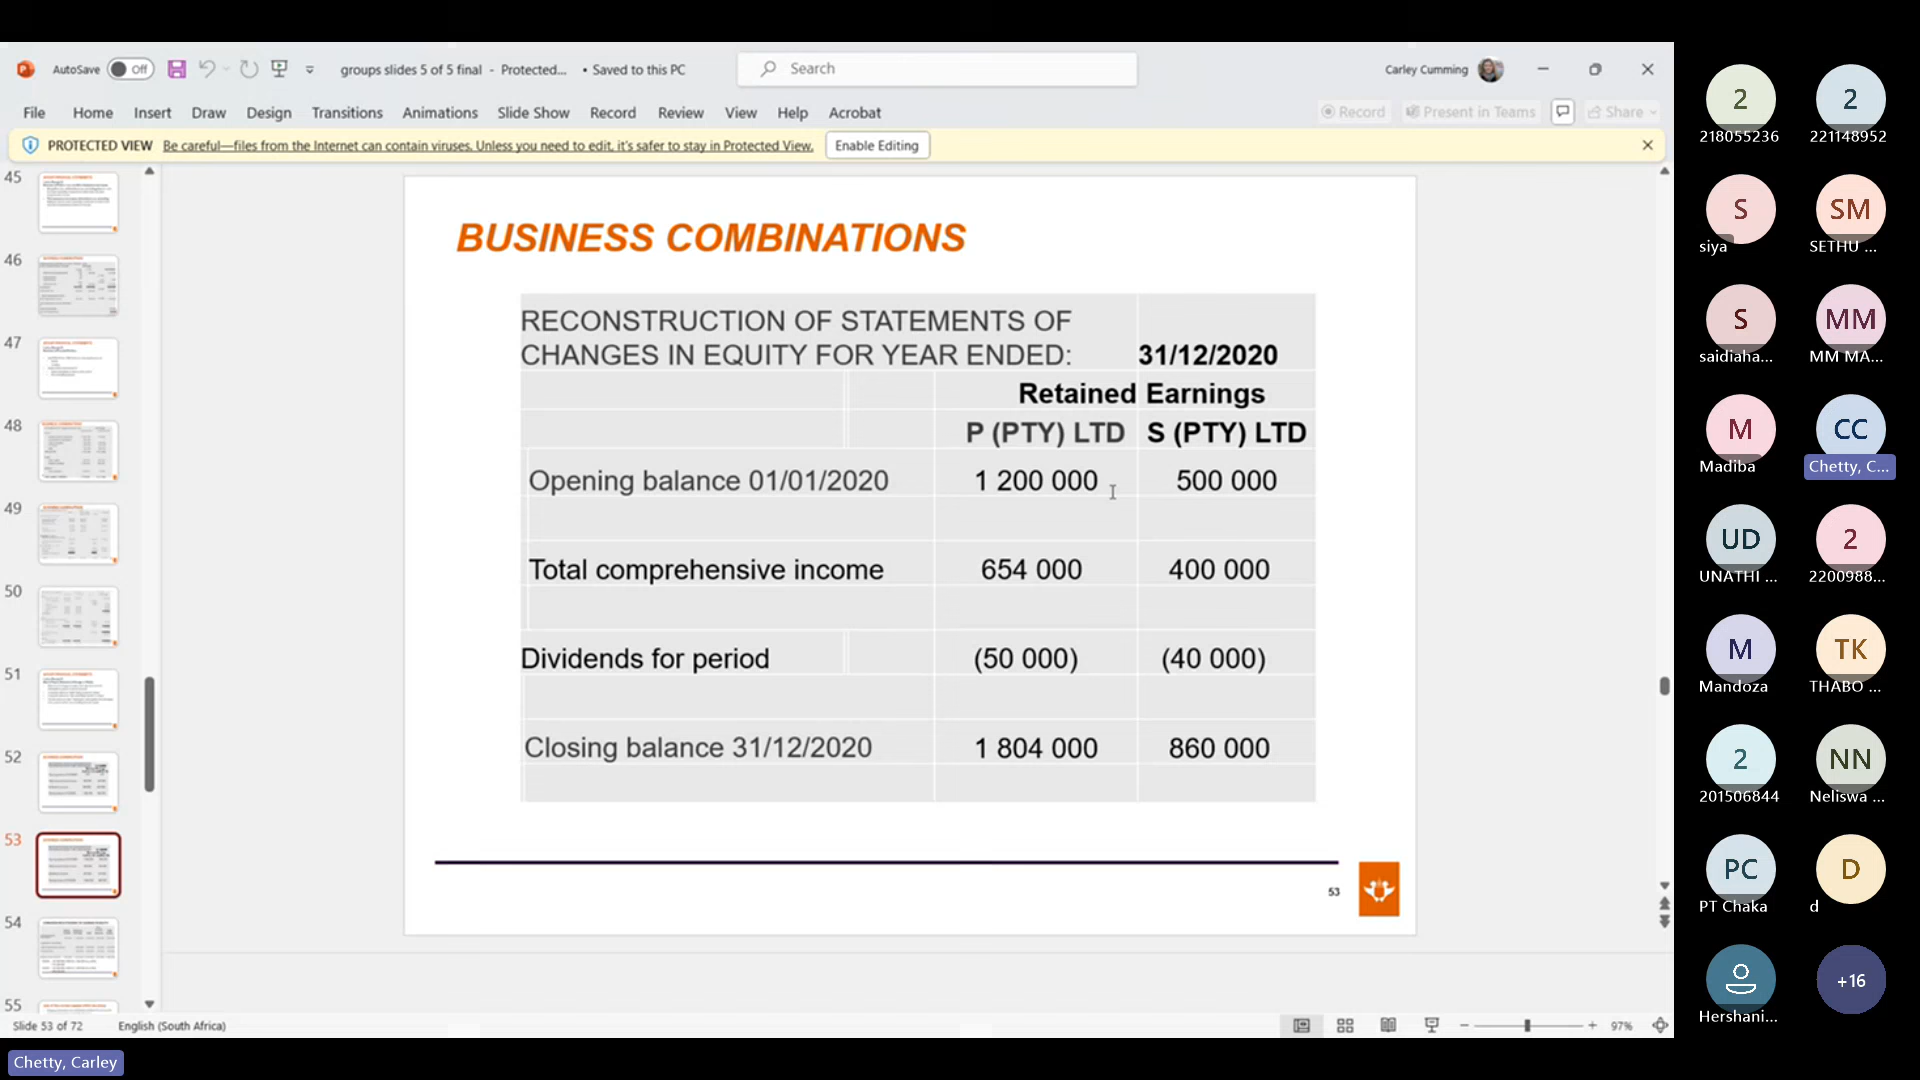 AutoSave Off groups slides 5 of 5 final - Protected... • Saved to this PC Search Carley Cumming
File Home Insert Draw Design Transitions Animations Slide Show Record Review View Help Acrobat Record Present in Teams Share
PROTECTED VIEW Be careful—files from the Internet can contain viruses. Unless you need to edit, it's safer to stay in Protected View. Enable Editing
45
46
47
48
49
50
51
52
53
54
55
BUSINESS COMBINATIONS
RECONSTRUCTION OF STATEMENTS OF
CHANGES IN EQUITY FOR YEAR ENDED: 31/12/2020
Retained Earnings
P (PTY) LTD S (PTY) LTD
Opening balance 01/01/2020 1 200 000 500 000
Total comprehensive income 654 000 400 000
Dividends for period (50 000) (40 000)
Closing balance 31/12/2020 1 804 000 860 000
53
Slide 53 of 72 English (South Africa) 97%
Chetty, Carley
2 2
218055236 221148952
S SM
siya SETHU ...
S MM
saidiaha... MM MA...
M CC
Madiba Chetty, C...
UD 2
UNATHI ... 2200988...
M TK
Mandoza THABO ...
2 NN
201506844 Neliswa ...
PC D
PT Chaka d
+16
Hershani...